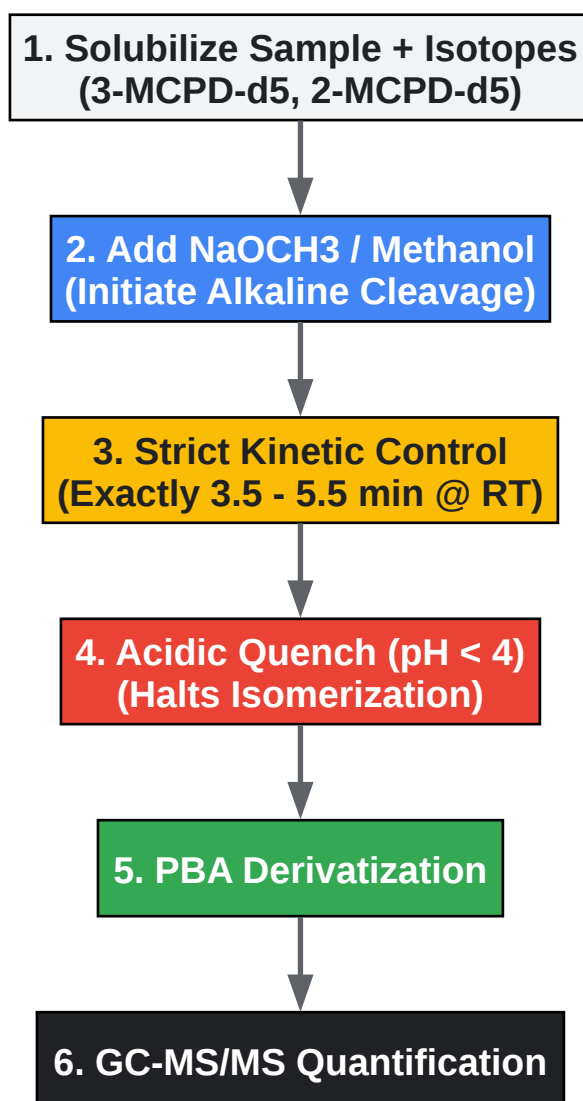 1. Solubilize Sample + Isotopes
(3-MCPD-d5, 2-MCPD-d5)
2. Add NaOCH3 / Methanol
(Initiate Alkaline Cleavage)
3. Strict Kinetic Control
(Exactly 3.5 - 5.5 min @ RT)
4. Acidic Quench (pH < 4)
(Halts Isomerization)
5. PBA Derivatization
6. GC-MS/MS Quantification